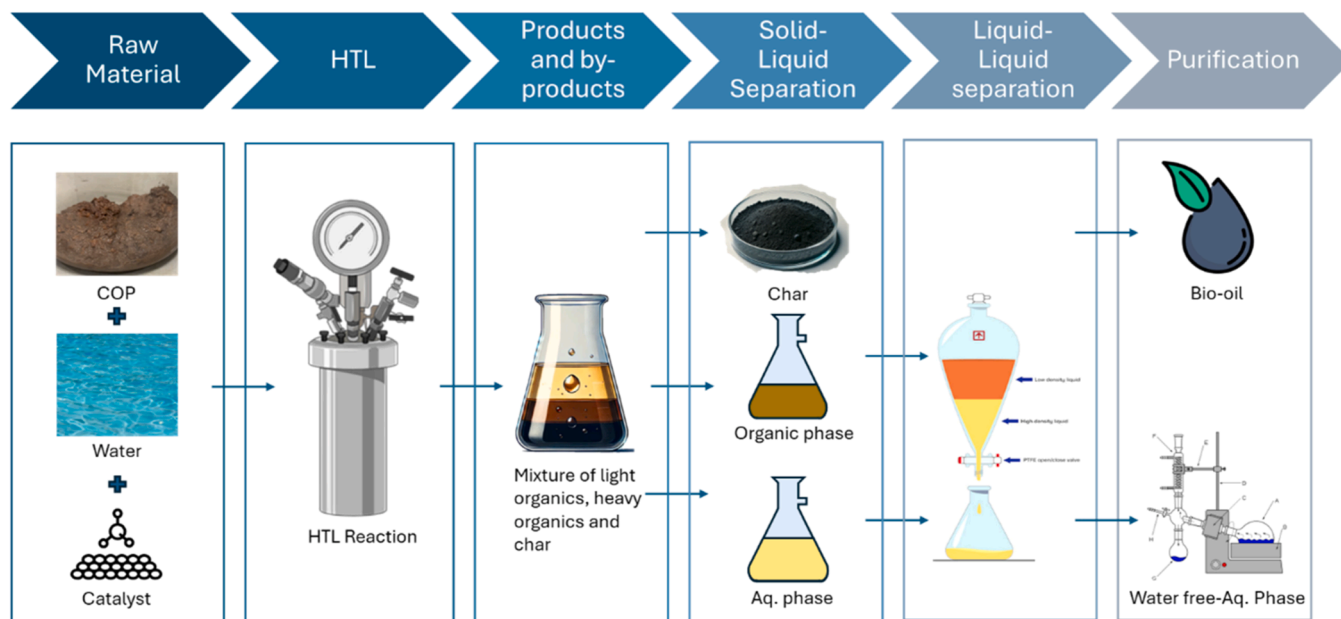 Raw
Material
HTL
Products
and by-
products
Solid-
Liquid
Separation
Liquid-
Liquid
separation
Purification
COP
Water
Catalyst
HTL Reaction
Mixture of light
organics, heavy
organics and
char
Char
Organic phase
Aq. phase
Low density liquid
High density liquid
PTFE open/close valve
Bio-oil
F
E
D
C
A
B
H
G
Water free-Aq. Phase